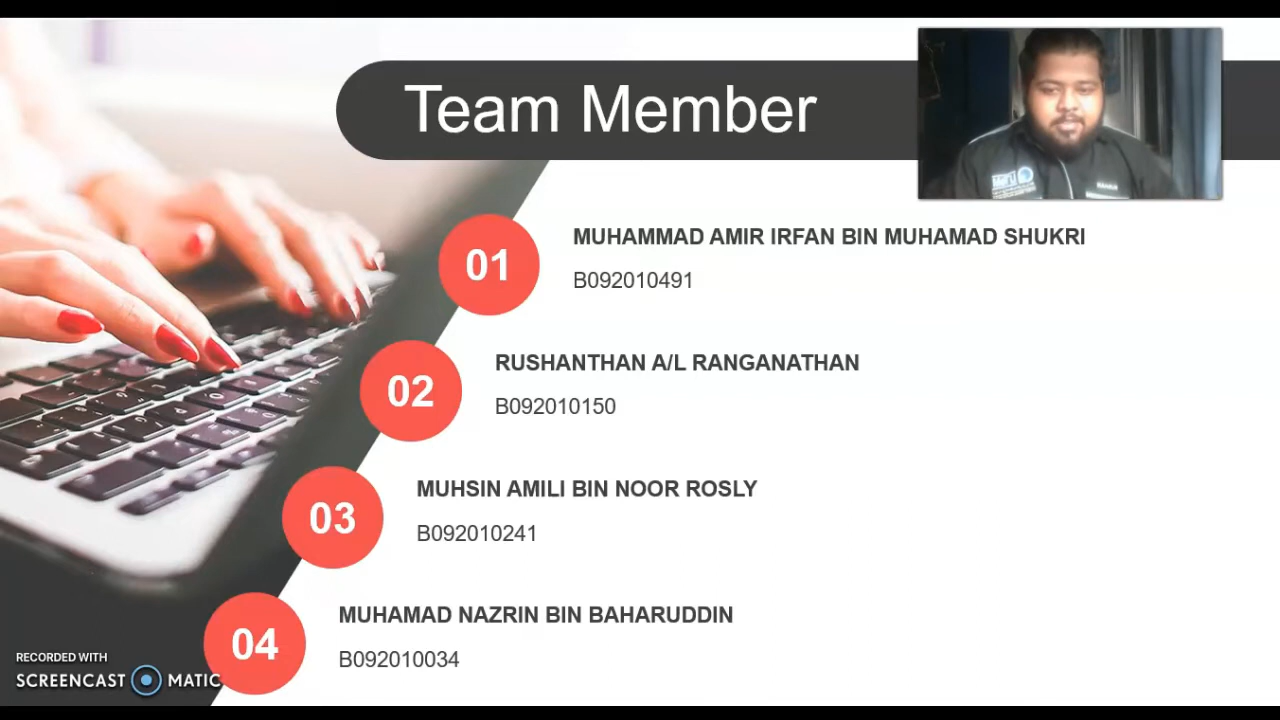 Team Member
01
MUHAMMAD AMIR IRFAN BIN MUHAMAD SHUKRI
B092010491
02
RUSHANTHAN A/L RANGANATHAN
B092010150
03
MUHSIN AMILI BIN NOOR ROSLY
B092010241
04
MUHAMAD NAZRIN BIN BAHARUDDIN
B092010034
RECORDED WITH
SCREENCAST MATIC